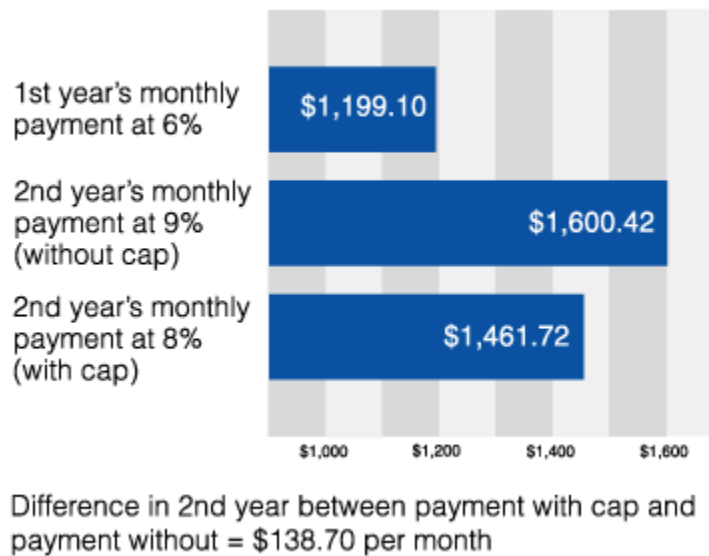 1st year's monthly
payment at 6%
$1,199.10
2nd year's monthly
payment at 9%
(without cap)
$1,600.42
2nd year's monthly
payment at 8%
(with cap)
$1,461.72
$1,000
$1,200
$1,400
$1,600
Difference in 2nd year between payment with cap and
payment without = $138.70 per month